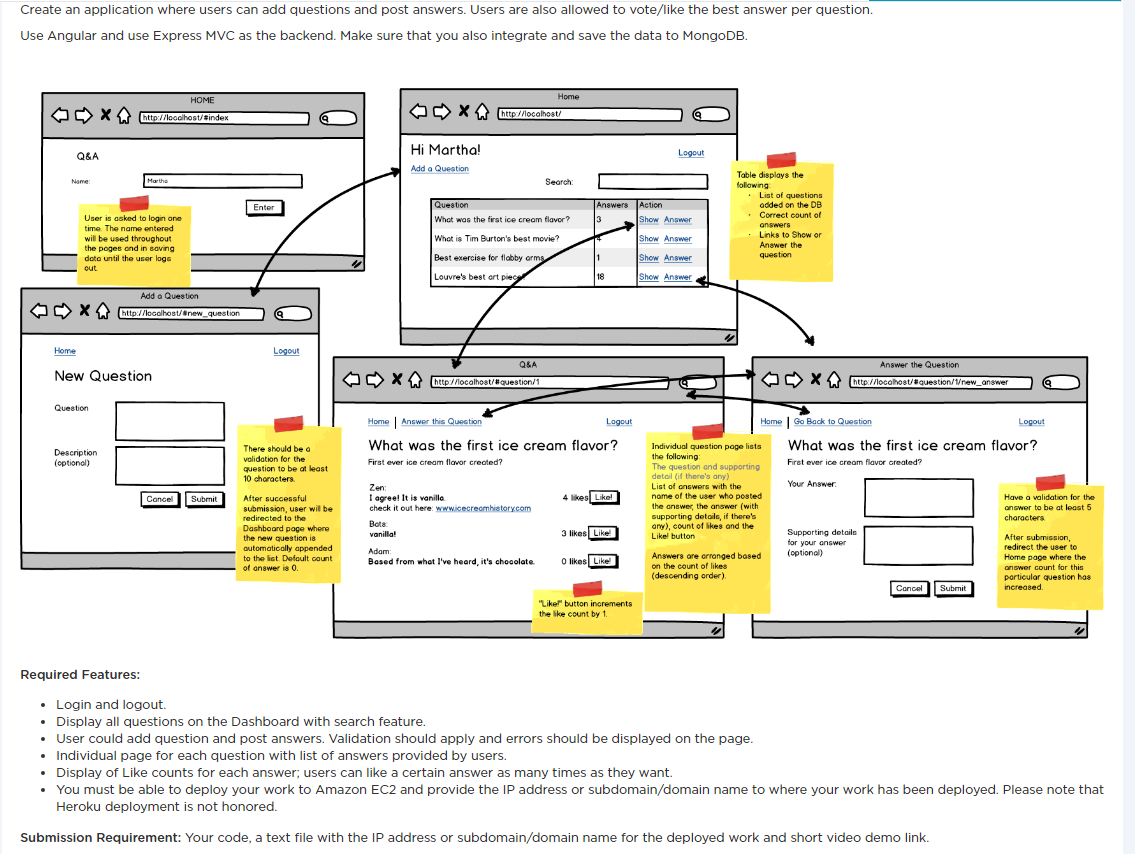 Create an application where users can add questions and post answers. Users are also allowed to vote/like the best answer per question.
Use Angular and use Express MVC as the backend. Make sure that you also integrate and save the data to MongoDB.
HOME
http://localhost/#index
Q&A
Name:
Martha
Enter
User is asked to login one
time. The name entered
will be used throughout
the pages and in saving
data until the user logs
out.
Home
http://localhost/
Hi Martha!
Logout
Add a Question
Search:
Question Answers Action
What was the first ice cream flavor? 3 Show Answer
What is Tim Burton's best movie? 4 Show Answer
Best exercise for flabby arms 1 Show Answer
Louvre's best art piece 18 Show Answer
Table displays the
following:
· List of questions
added on the DB
· Correct count of
answers
· Links to Show or
Answer the
question
Add a Question
http://localhost/#new_question
Home Logout
New Question
Question
Description
(optional)
Cancel Submit
There should be a
validation for the
question to be at least
10 characters.
After successful
submission, user will be
redirected to the
Dashboard page where
the new question is
automatically appended
to the list. Default count
of answer is 0.
Q&A
http://localhost/#question/1
Home | Answer this Question Logout
What was the first ice cream flavor?
First ever ice cream flavor created?
Zen:
I agree! It is vanilla.
check it out here: www.icecreamhistory.com
4 likes Like!
Bats:
vanilla!
3 likes Like!
Adam:
Based from what I've heard, it's chocolate. 0 likes Like!
"Like!" button increments
the like count by 1.
Individual question page lists
the following:
The question and supporting
detail (if there's any)
List of answers with the
name of the user who posted
the answer, the answer (with
supporting details, if there's
any), count of likes and the
Like! button
Answers are arranged based
on the count of likes
(descending order).
Answer the Question
http://localhost/#question/1/new_answer
Home | Go Back to Question Logout
What was the first ice cream flavor?
First ever ice cream flavor created?
Your Answer:
Supporting details
for your answer
(optional)
Cancel Submit
Have a validation for the
answer to be at least 5
characters.
After submission,
redirect the user to
Home page where the
answer count for this
particular question has
increased.
Required Features:
• Login and logout.
• Display all questions on the Dashboard with search feature.
• User could add question and post answers. Validation should apply and errors should be displayed on the page.
• Individual page for each question with list of answers provided by users.
• Display of Like counts for each answer; users can like a certain answer as many times as they want.
• You must be able to deploy your work to Amazon EC2 and provide the IP address or subdomain/domain name to where your work has been deployed. Please note that
Heroku deployment is not honored.
Submission Requirement: Your code, a text file with the IP address or subdomain/domain name for the deployed work and short video demo link.